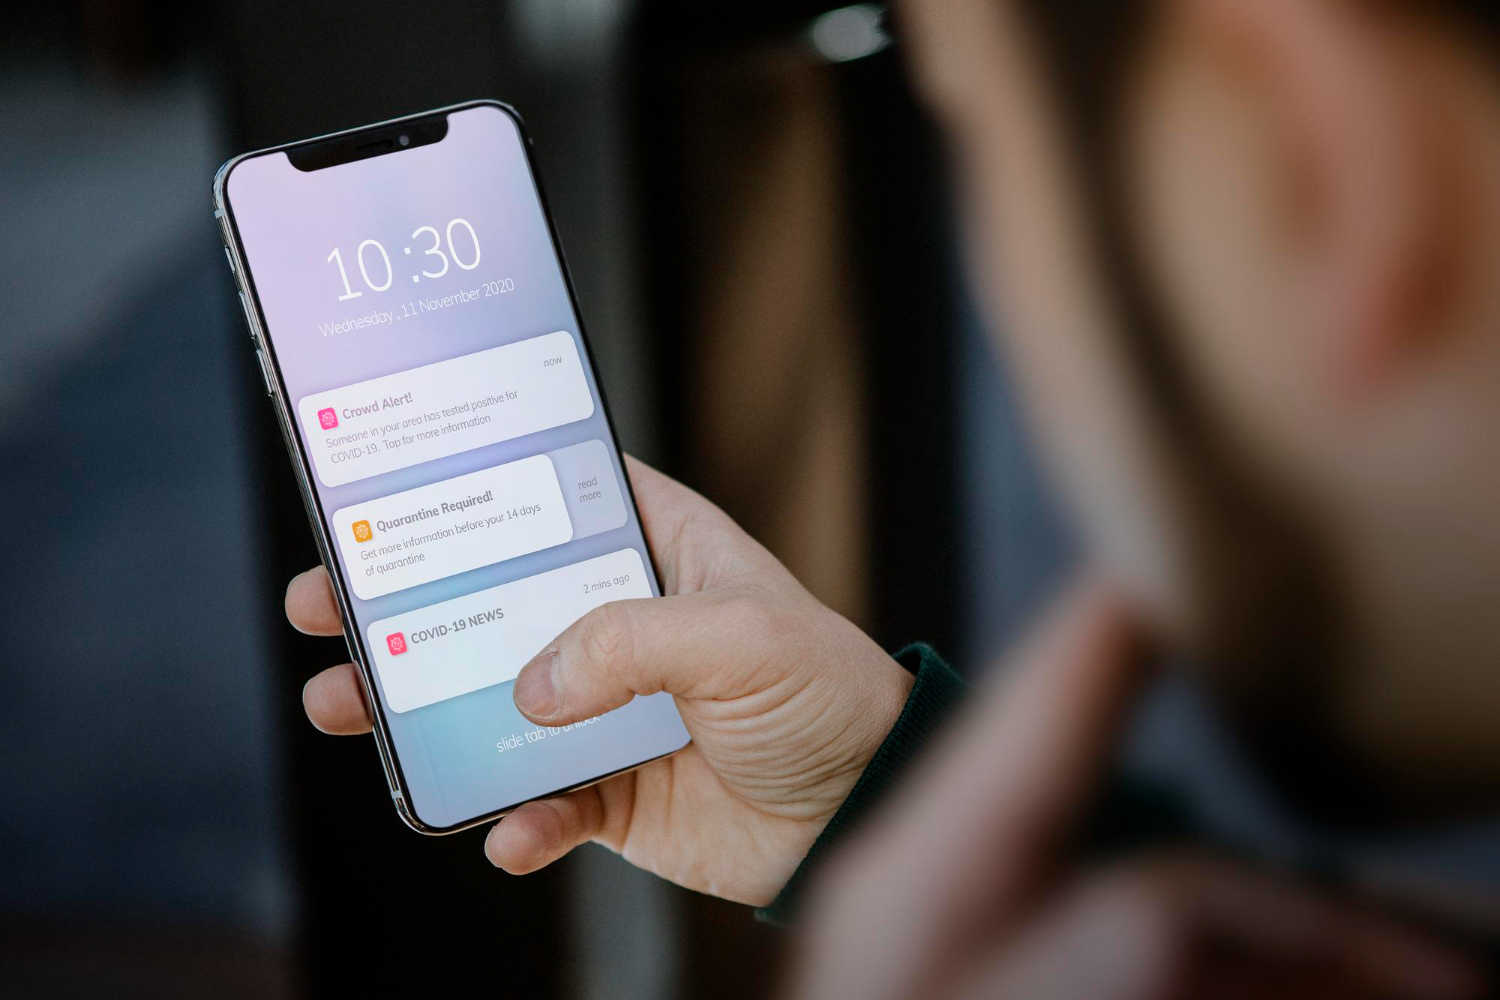 10 :30
Wednesday , 11 November 2020
now
Crowd Alert!
Someone in your area has tested positive for
COVID-19. Tap for more information
Quarantine Required!
Get more information before your 14 days
of quarantine
read
more
2 mins ago
COVID-19 NEWS
slide tab to unlock